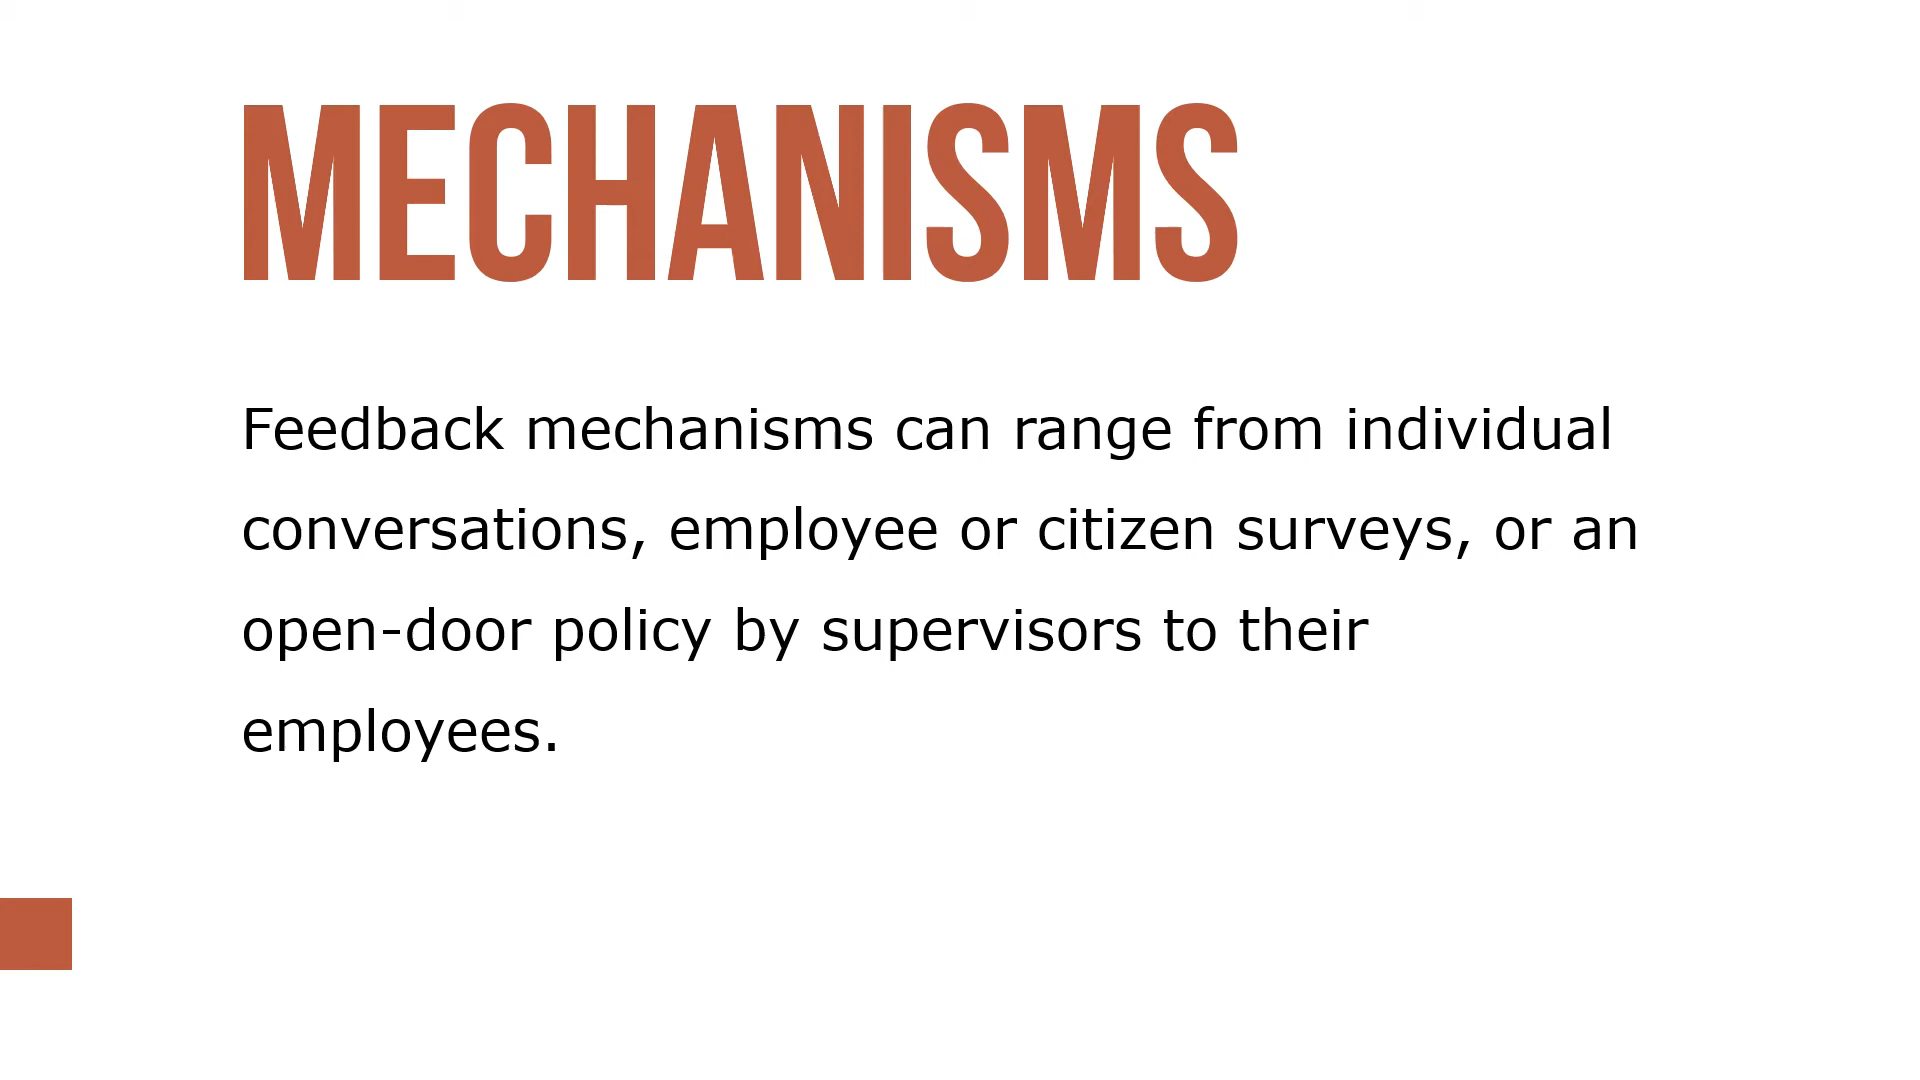 MECHANISMS
Feedback mechanisms can range from individual
conversations, employee or citizen surveys, or an
open-door policy by supervisors to their
employees.